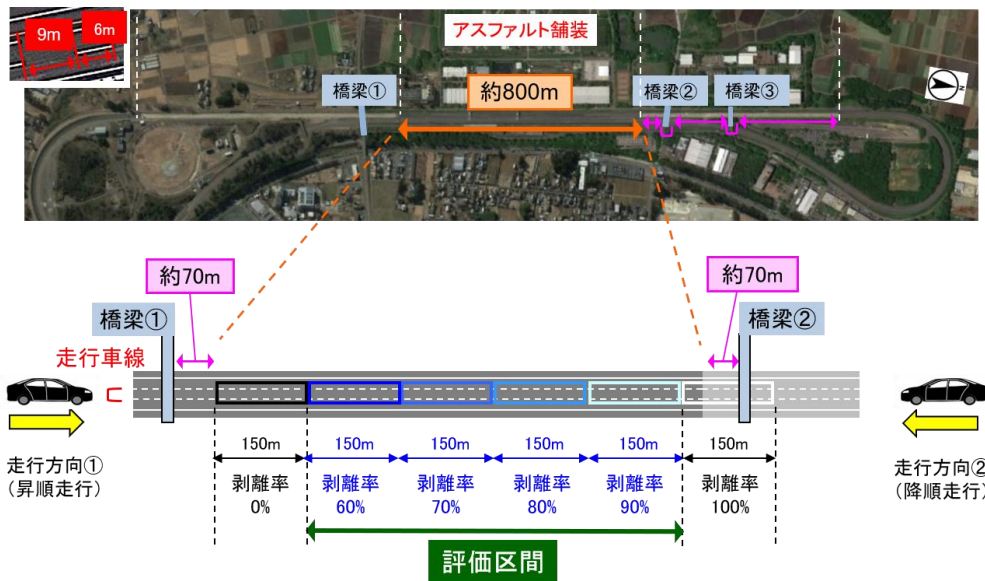 9m
6m
アスファルト舗装
橋梁①
約800m
橋梁②
橋梁③
N
約70m
約70m
橋梁①
橋梁②
走行車線
150m
150m
150m
150m
150m
150m
走行方向①
(昇順走行)
剥離率
0%
剥離率
60%
剥離率
70%
剥離率
80%
剥離率
90%
剥離率
100%
走行方向②
(降順走行)
評価区間